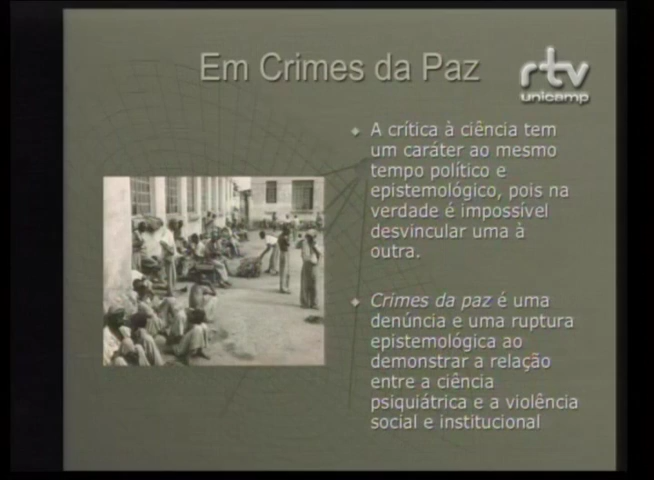 Em Crimes da Paz
rtv
unicamp
A crítica à ciência tem
um caráter ao mesmo
tempo político e
epistemológico, pois na
verdade é impossível
desvincular uma à
outra.
Crimes da paz é uma
denúncia e uma ruptura
epistemológica ao
demonstrar a relação
entre a ciência
psiquiátrica e a violência
social e institucional